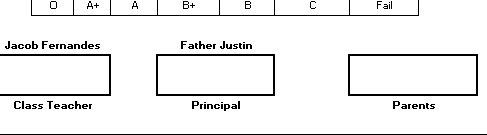 O A+ A B+ B C Fail
Jacob Fernandes Father Justin
Class Teacher Principal Parents